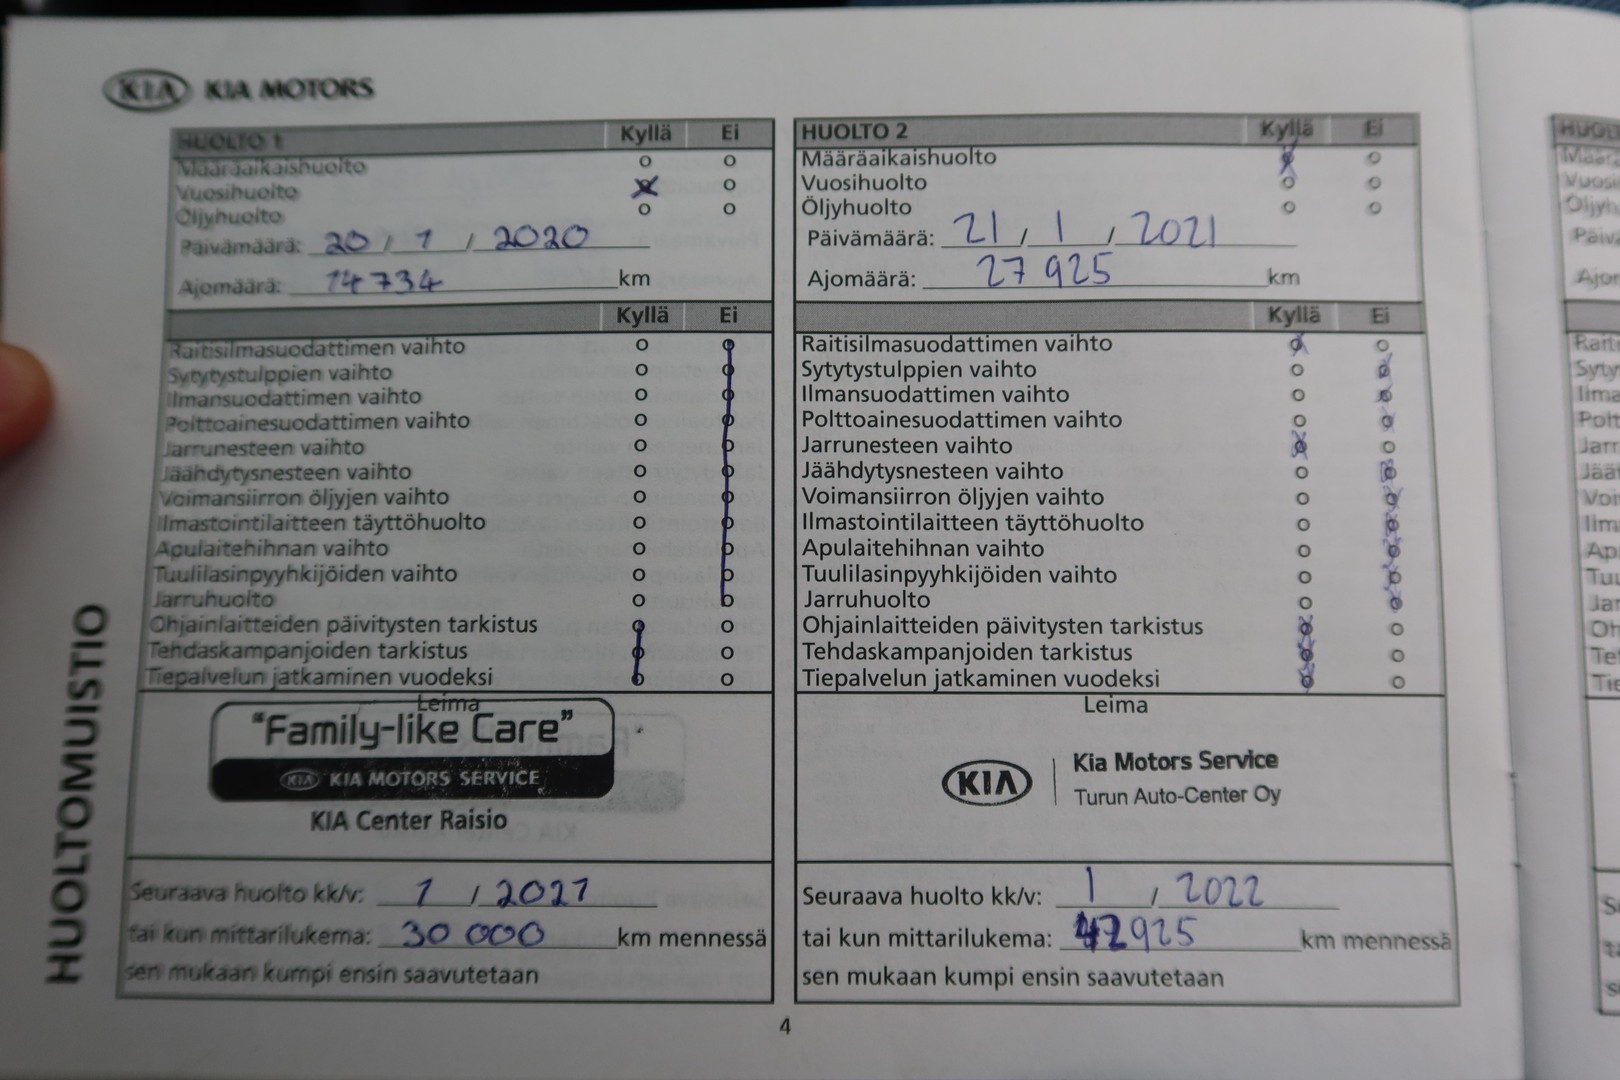 KIA KIA MOTORS
HUOLTOMUISTIO
HUOLTO 1 Kyllä Ei
Määräaikaishuolto
Vuosihuolto
Öljyhuolto
Päivämäärä: 20 / 1 / 2020
Ajomäärä: 14734 km
Kyllä Ei
Raitisilmasuodattimen vaihto
Sytytystulppien vaihto
Ilmansuodattimen vaihto
Polttoainesuodattimen vaihto
Jarrunesteen vaihto
Jäähdytysnesteen vaihto
Voimansiirron öljyjen vaihto
Ilmastointilaitteen täyttöhuolto
Apulaitehihnan vaihto
Tuulilasinpyyhkijöiden vaihto
Jarruhuolto
Ohjainlaitteiden päivitysten tarkistus
Tehdaskampanjoiden tarkistus
Tiepalvelun jatkaminen vuodeksi
Leima
"Family-like Care"
KIA KIA MOTORS SERVICE
KIA Center Raisio
Seuraava huolto kk/v: 1 / 2021
tai kun mittarilukema: 30 000 km mennessä
sen mukaan kumpi ensin saavutetaan
HUOLTO 2 Kyllä Ei
Määräaikaishuolto
Vuosihuolto
Öljyhuolto
Päivämäärä: 21 / 1 / 2021
Ajomäärä: 27 925 km
Kyllä Ei
Raitisilmasuodattimen vaihto
Sytytystulppien vaihto
Ilmansuodattimen vaihto
Polttoainesuodattimen vaihto
Jarrunesteen vaihto
Jäähdytysnesteen vaihto
Voimansiirron öljyjen vaihto
Ilmastointilaitteen täyttöhuolto
Apulaitehihnan vaihto
Tuulilasinpyyhkijöiden vaihto
Jarruhuolto
Ohjainlaitteiden päivitysten tarkistus
Tehdaskampanjoiden tarkistus
Tiepalvelun jatkaminen vuodeksi
Leima
KIA
Kia Motors Service
Turun Auto-Center Oy
Seuraava huolto kk/v: 1 / 2022
tai kun mittarilukema: 42925 km mennessä
sen mukaan kumpi ensin saavutetaan
4